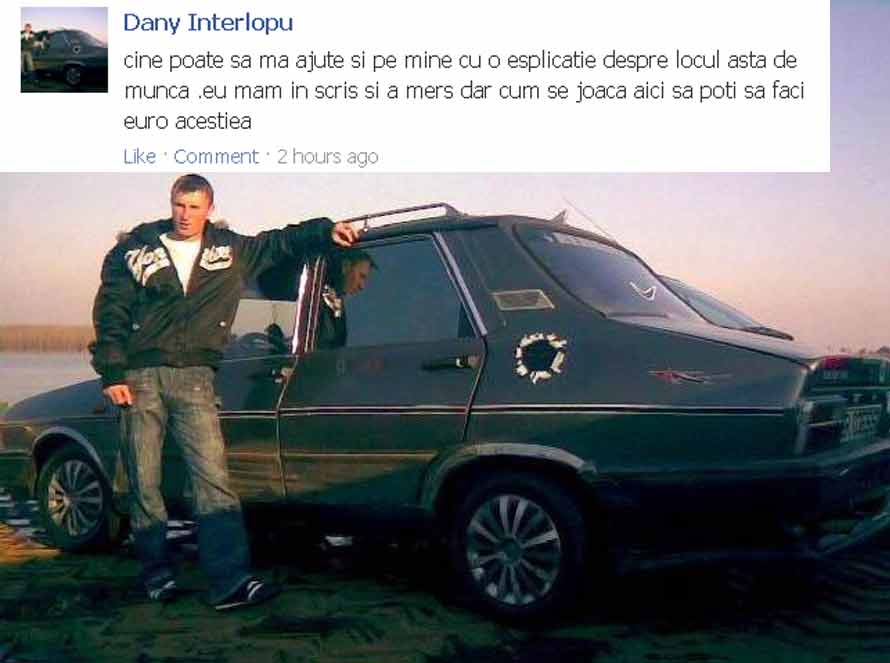 Dany Interlopu
cine poate sa ma ajute si pe mine cu o esplicatie despre locul asta de
munca .eu mam in scris si a mers dar cum se joaca aici sa poti sa faci
euro acestiea
Like · Comment · 2 hours ago